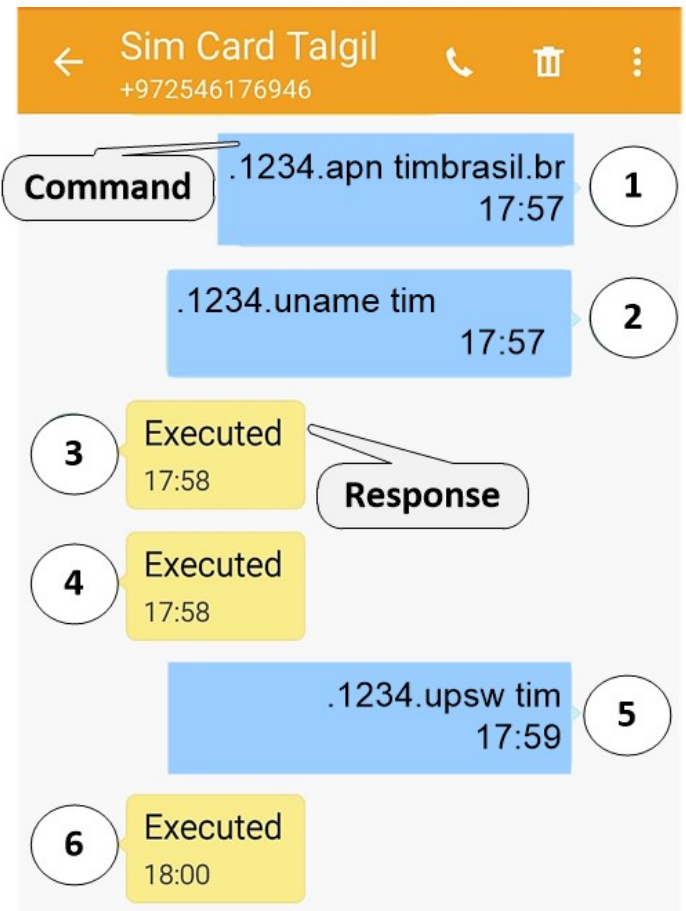 Sim Card Talgil
+972546176946
Command
.1234.apn timbrasil.br
17:57
1
.1234.uname tim
17:57
2
3
Executed
17:58
Response
4
Executed
17:58
.1234.upsw tim
17:59
5
6
Executed
18:00